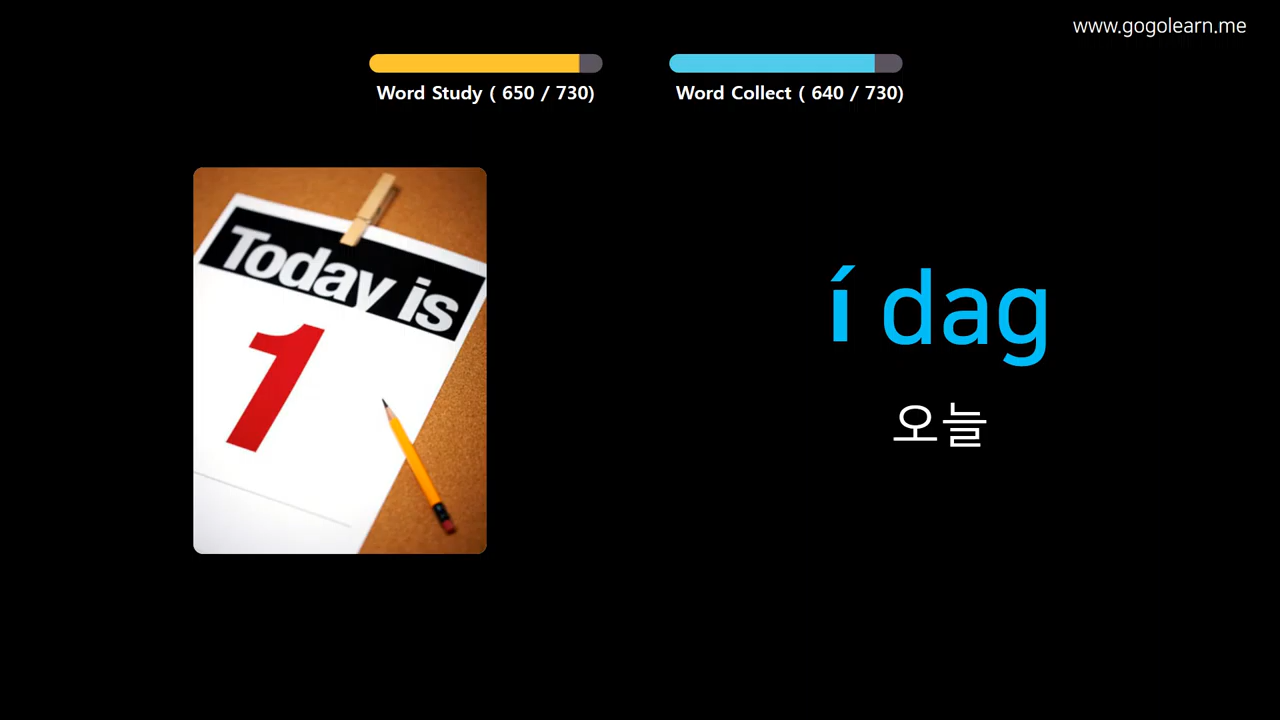 www.gogolearn.me
Word Study ( 650 / 730)
Word Collect ( 640 / 730)
Today is
1
í dag
오늘